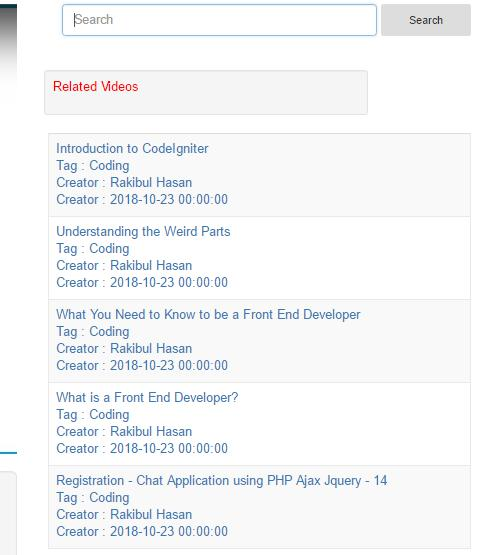 Search
Search
Related Videos
Introduction to CodeIgniter
Tag : Coding
Creator : Rakibul Hasan
Creator : 2018-10-23 00:00:00
Understanding the Weird Parts
Tag : Coding
Creator : Rakibul Hasan
Creator : 2018-10-23 00:00:00
What You Need to Know to be a Front End Developer
Tag : Coding
Creator : Rakibul Hasan
Creator : 2018-10-23 00:00:00
What is a Front End Developer?
Tag : Coding
Creator : Rakibul Hasan
Creator : 2018-10-23 00:00:00
Registration - Chat Application using PHP Ajax Jquery - 14
Tag : Coding
Creator : Rakibul Hasan
Creator : 2018-10-23 00:00:00